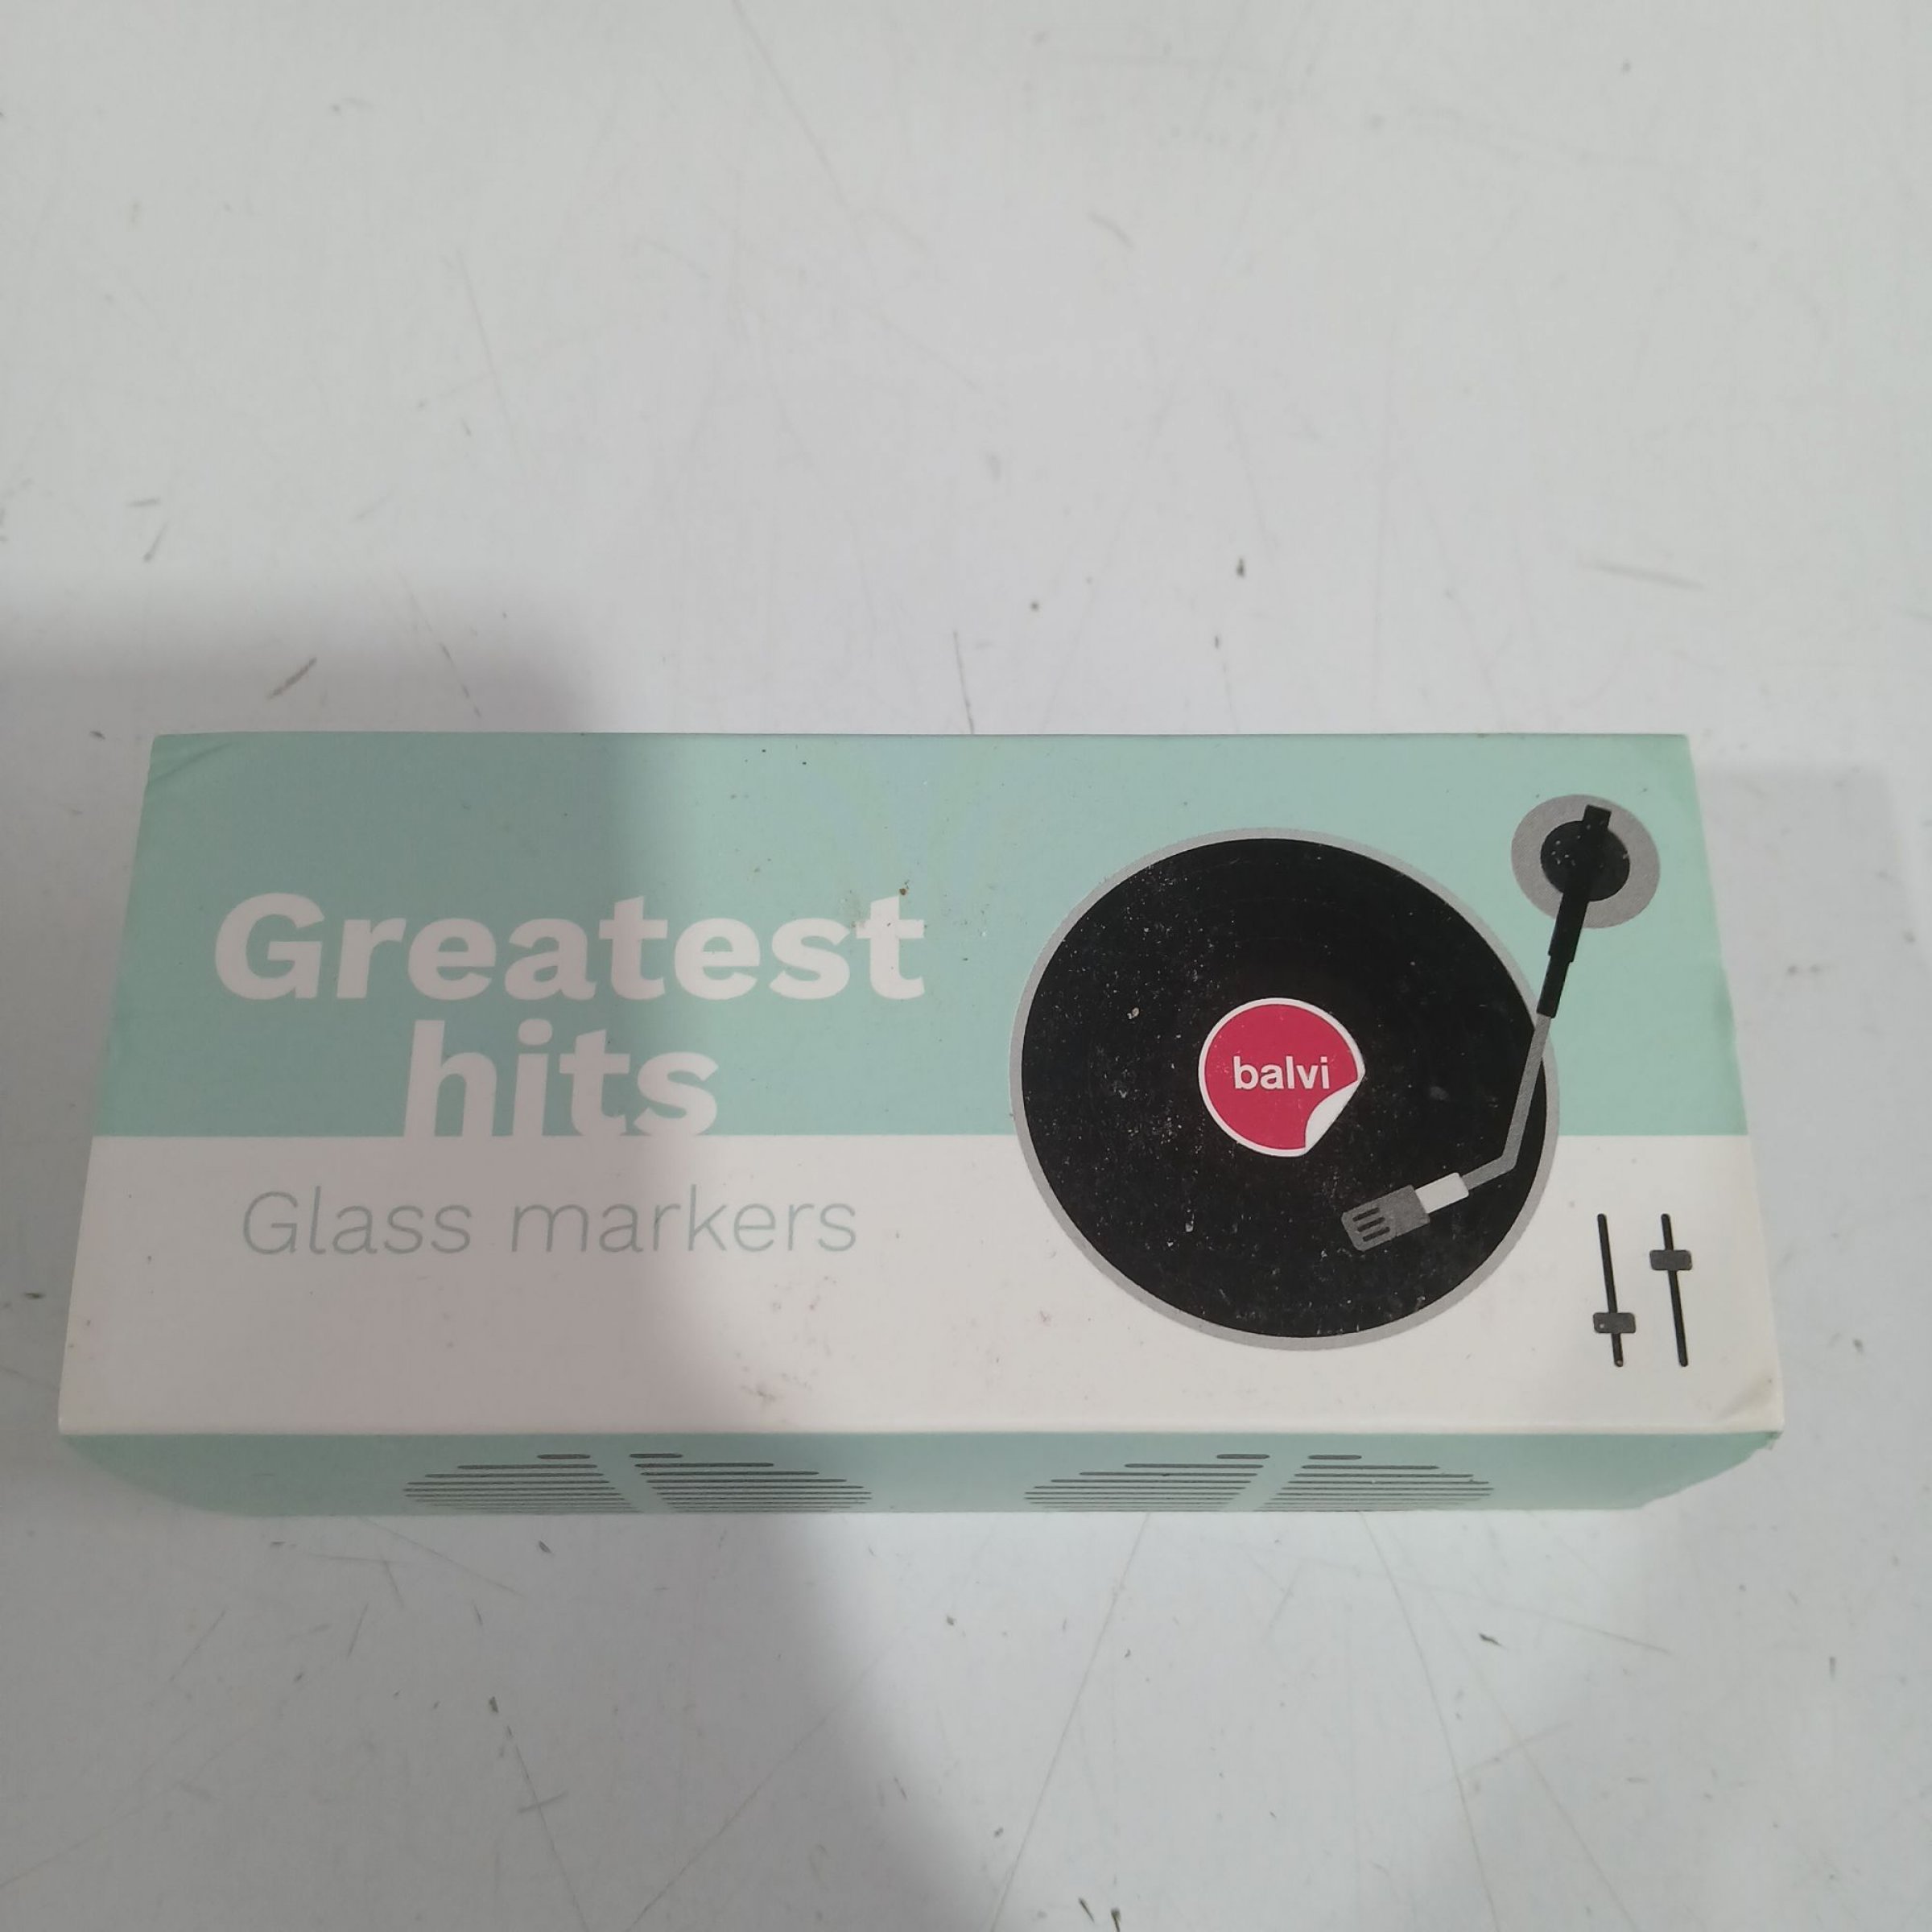 Greatest
hits
Glass markers
balvi